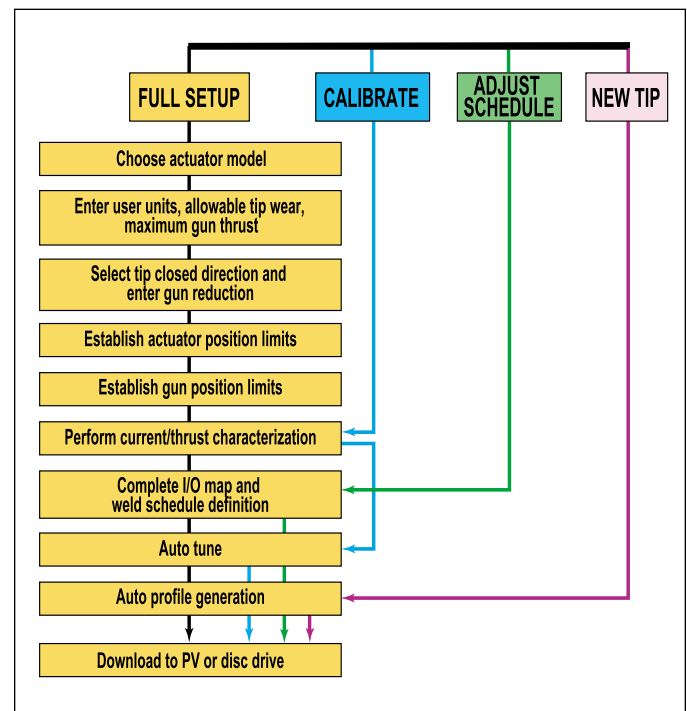 FULL SETUP
CALIBRATE
ADJUST
SCHEDULE
NEW TIP
Choose actuator model
Enter user units, allowable tip wear,
maximum gun thrust
Select tip closed direction and
enter gun reduction
Establish actuator position limits
Establish gun position limits
Perform current/thrust characterization
Complete I/O map and
weld schedule definition
Auto tune
Auto profile generation
Download to PV or disc drive